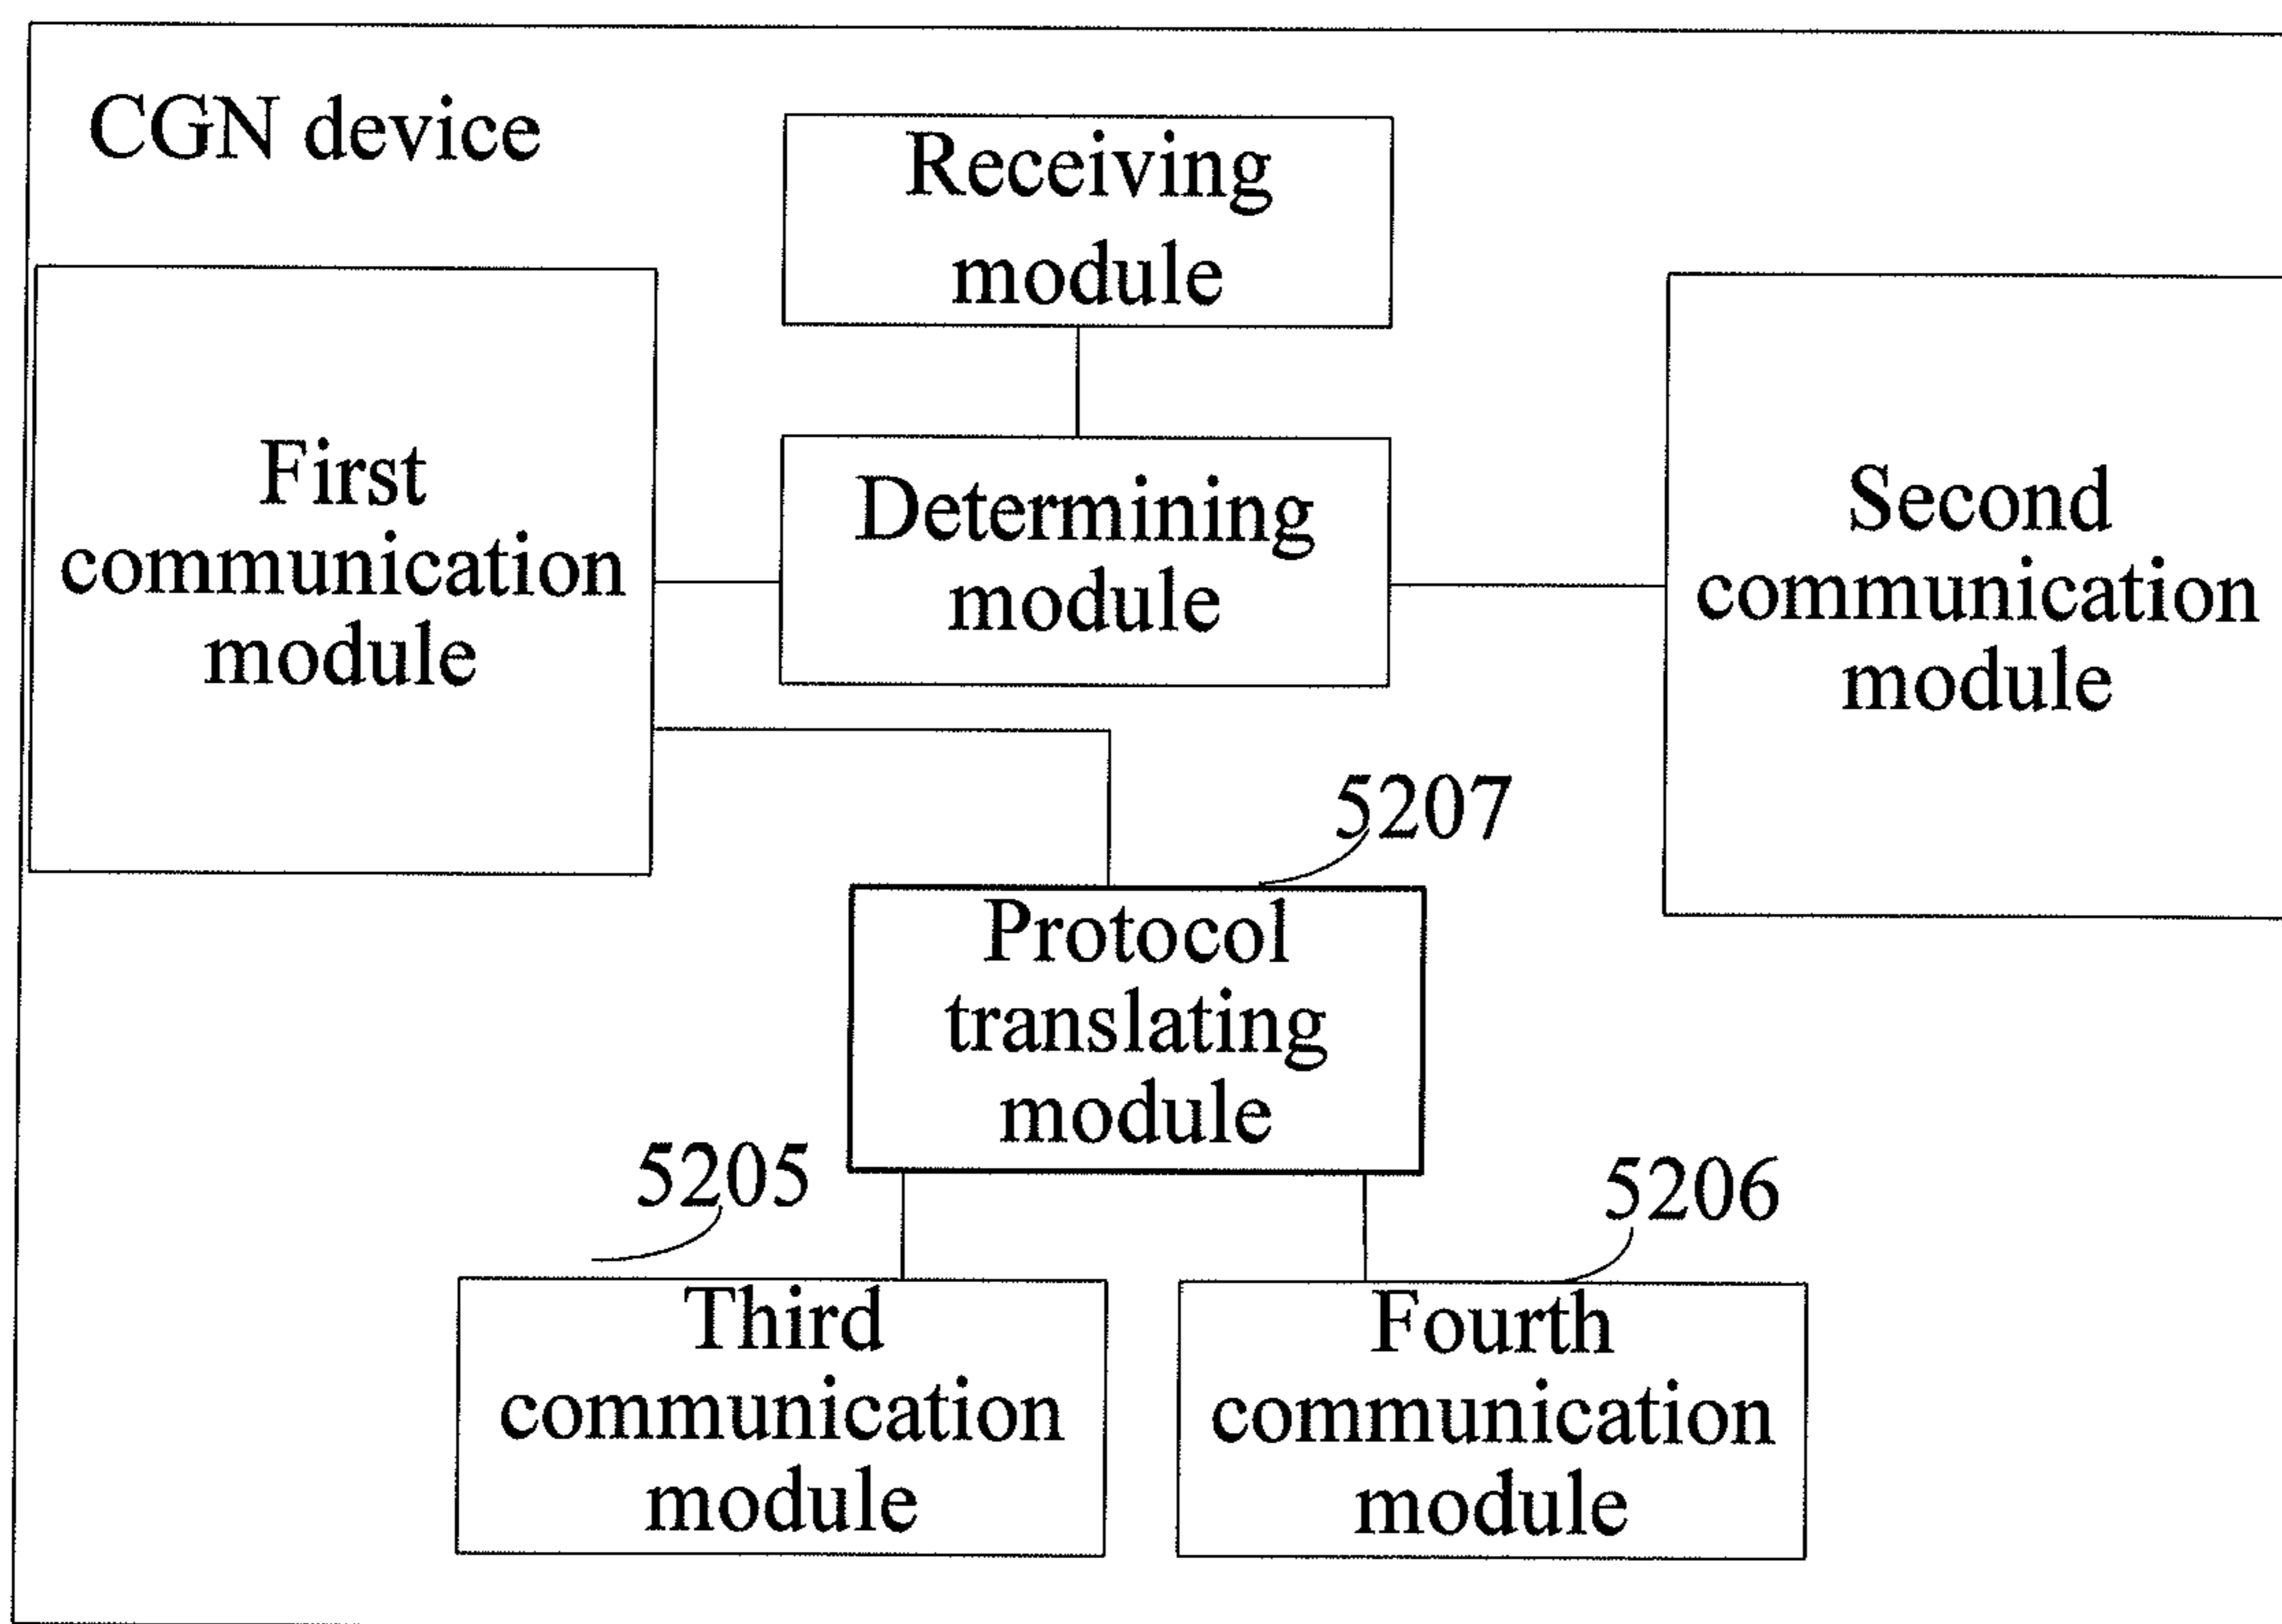 CGN device
Receiving
module
First
communication
module
Determining
module
Second
communication
module
5207
Protocol
translating
module
5205
5206
Third
communication
module
Fourth
communication
module